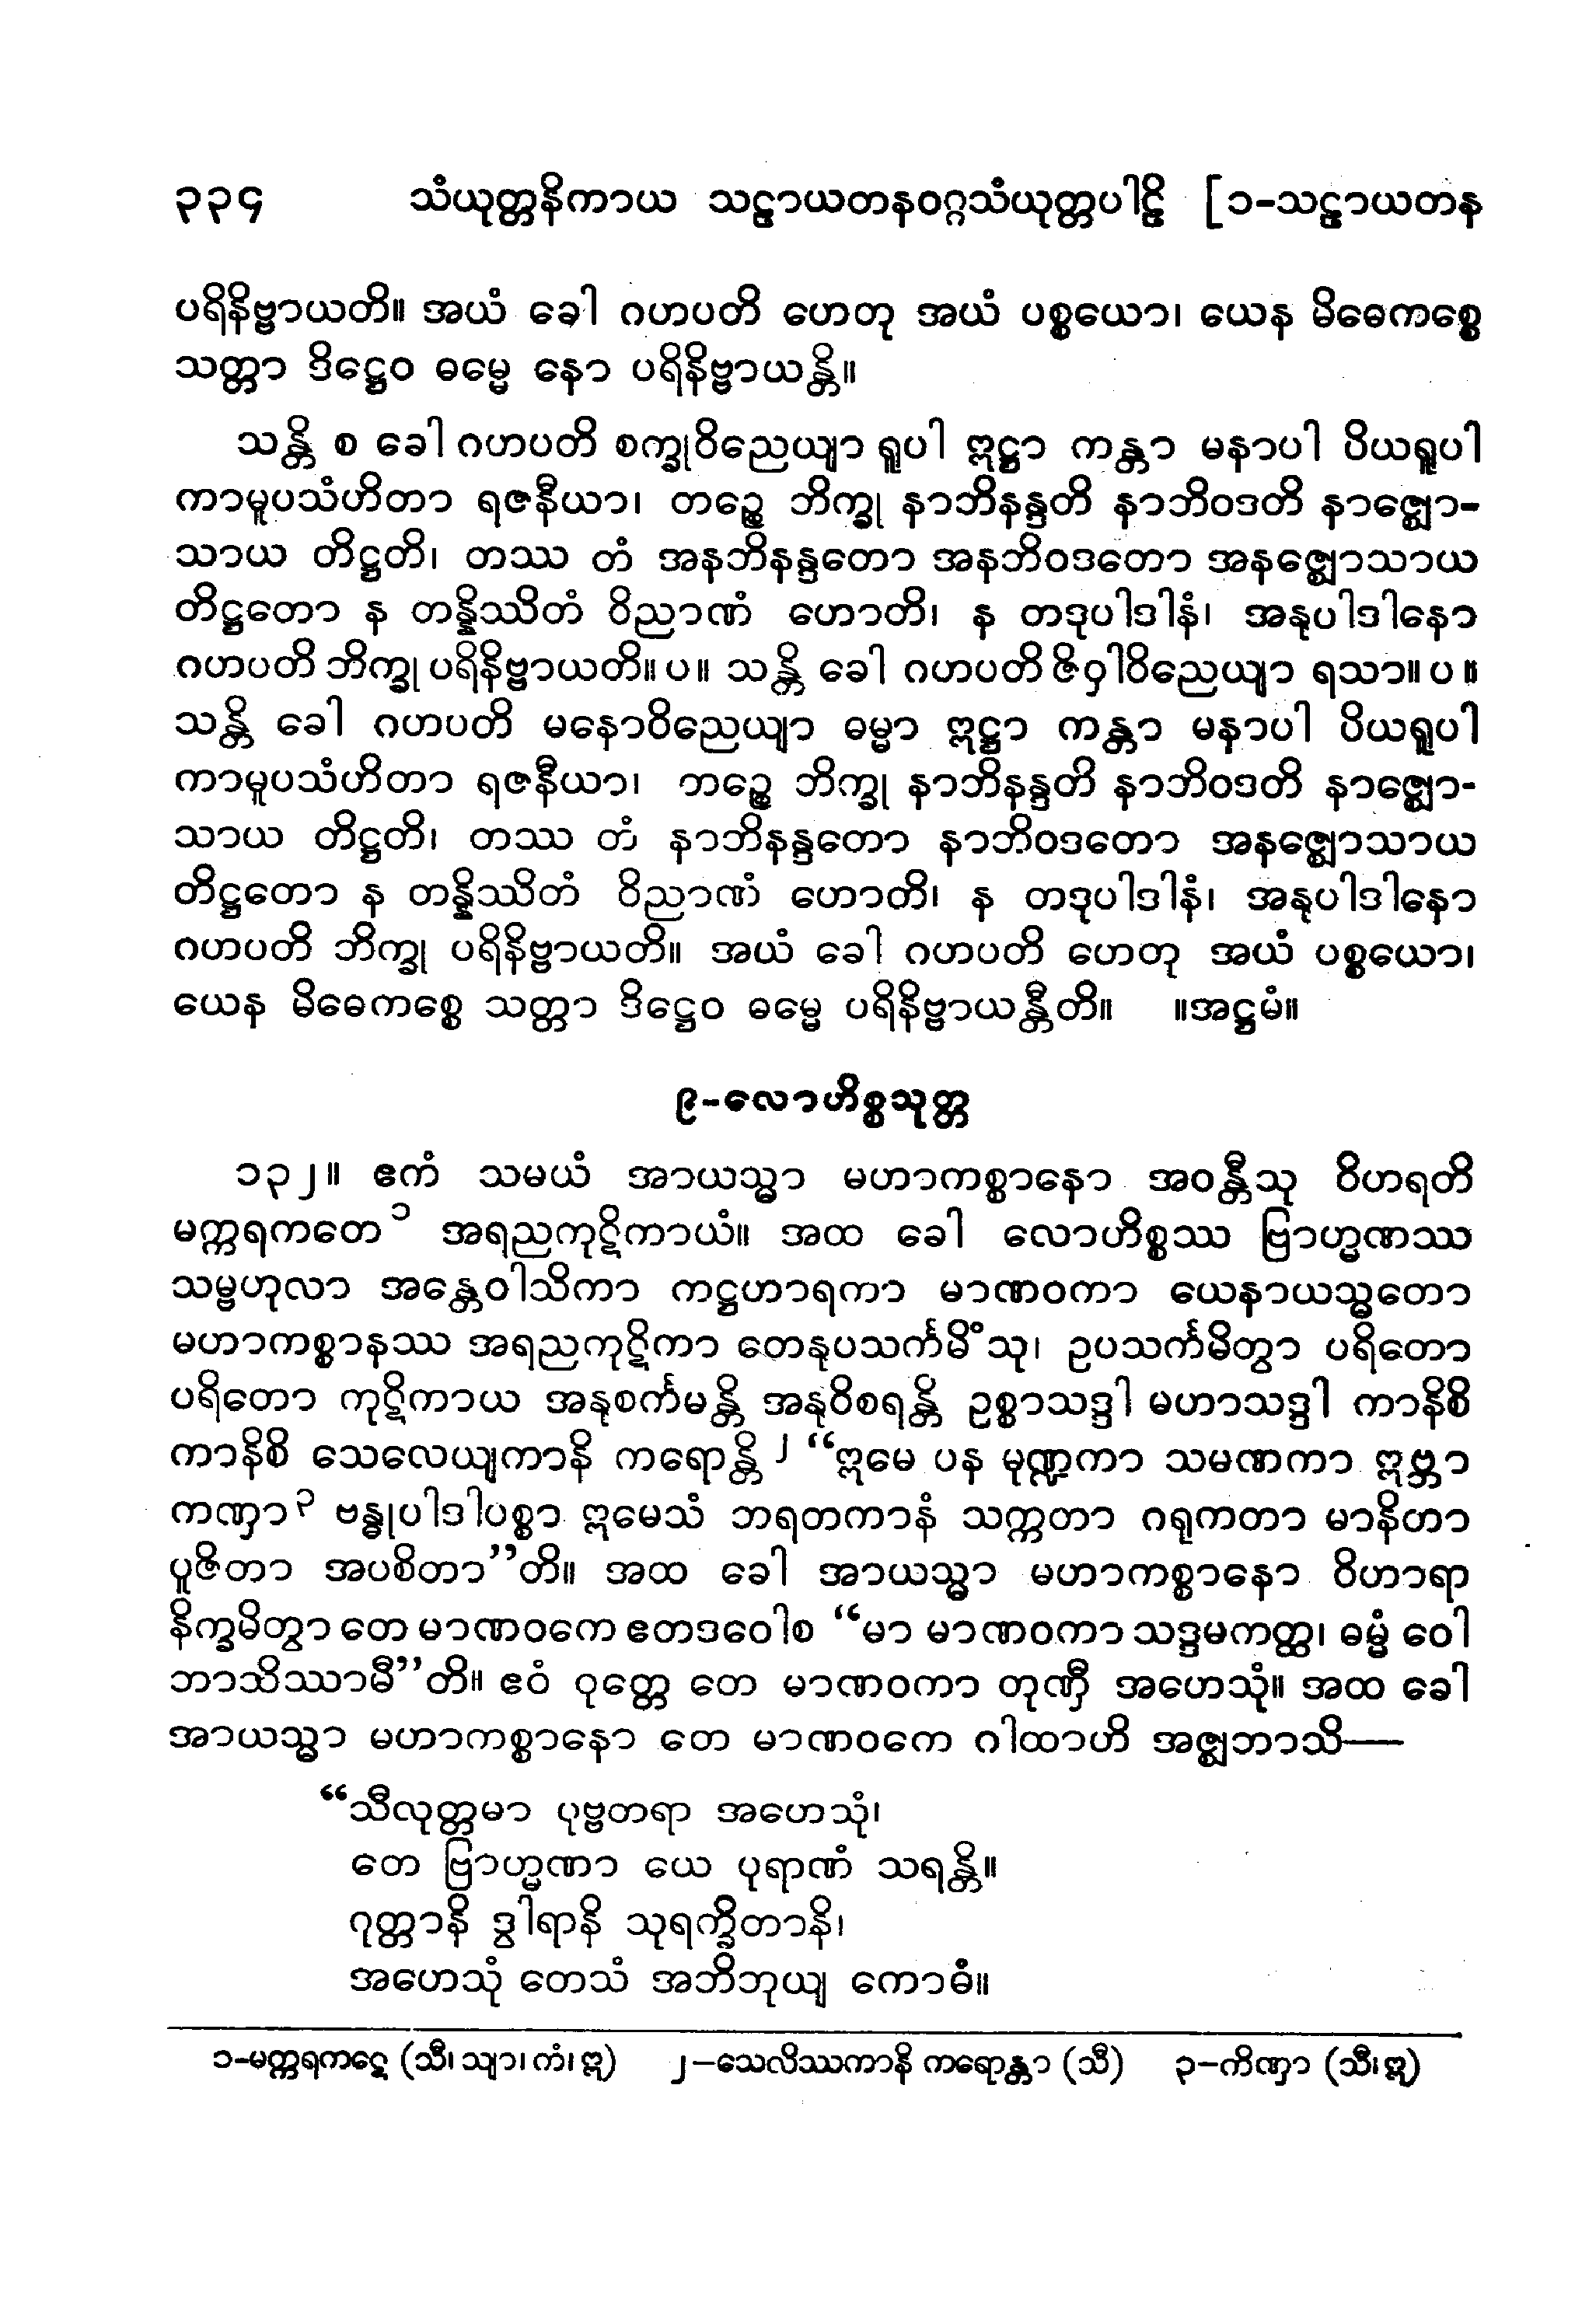 ၃၃၄ သံယုတ္တနိကာယ သဠာယတနဝဂ္ဂသံယုတ္တပါဠိ [၁-သဠာယတန
ပရိနိဗ္ဗာယတိ။ အယံ ခေါ ဂဟပတိ ဟေတု အယံ ပစ္စယော၊ ယေန မိဓေကစ္စေ
သတ္တာ ဒိဋ္ဌေဝ ဓမ္မေ နော ပရိနိဗ္ဗာယန္တိ။
သန္တိ စ ခေါ ဂဟပတိ စက္ခုဝိညေယျာ ရူပါ ဣဋ္ဌာ ကန္တာ မနာပါ ပိယရူပါ
ကာမူပသံဟိတာ ရဇနီယာ၊ တဉ္စေ ဘိက္ခု နာဘိနန္ဒတိ နာဘိဝဒတိ နာဇ္ဈော-
သာယ တိဋ္ဌတိ၊ တဿ တံ အနဘိနန္ဒတော အနဘိဝဒတော အနဇ္ဈောသာယ
တိဋ္ဌတော န တန္နိဿိတံ ဝိညာဏံ ဟောတိ၊ န တဒုပါဒါနံ၊ အနုပါဒါနော
ဂဟပတိ ဘိက္ခု ပရိနိဗ္ဗာယတိ။ ပ။ သန္တိ ခေါ ဂဟပတိ ဇိဝှါဝိညေယျာ ရသာ။ ပ ။
သန္တိ ခေါ ဂဟပတိ မနောဝိညေယျာ ဓမ္မာ ဣဋ္ဌာ ကန္တာ မနာပါ ပိယရူပါ
ကာမူပသံဟိတာ ရဇနီယာ၊ တဉ္စေ ဘိက္ခု နာဘိနန္ဒတိ နာဘိဝဒတိ နာဇ္ဈော-
သာယ တိဋ္ဌတိ၊ တဿ တံ နာဘိနန္ဒတော နာဘိဝဒတော အနဇ္ဈောသာယ
တိဋ္ဌတော န တန္နိဿိတံ ဝိညာဏံ ဟောတိ၊ န တဒုပါဒါနံ၊ အနုပါဒါနော
ဂဟပတိ ဘိက္ခု ပရိနိဗ္ဗာယတိ။ အယံ ခေါ ဂဟပတိ ဟေတု အယံ ပစ္စယော၊
ယေန မိဓေကစ္စေ သတ္တာ ဒိဋ္ဌေဝ ဓမ္မေ ပရိနိဗ္ဗာယန္တီတိ။ ။အဋ္ဌမံ။
၉-လောဟိစ္စသုတ္တ
၁၃၂။ ဧကံ သမယံ အာယသ္မာ မဟာကစ္စာနော အဝန္တီသု ဝိဟရတိ
မက္ကရကတေ၁ အရညကုဋိကာယံ။ အထ ခေါ လောဟိစ္စဿ ဗြာဟ္မဏဿ
သမ္ဗဟုလာ အန္တေဝါသိကာ ကဋ္ဌဟာရကာ မာဏဝကာ ယေနာယသ္မတော
မဟာကစ္စာနဿ အရညကုဋိကာ တေနုပသင်္ကမိံသု၊ ဥပသင်္ကမိတွာ ပရိတော
ပရိတော ကုဋိကာယ အနုစင်္ကမန္တိ အနုဝိစရန္တိ ဥစ္စာသဒ္ဒါ မဟာသဒ္ဒါ ကာနိစိ
ကာနိစိ သေလေယျကာနိ ကရောန္တိ၂ “ဣမေ ပန မုဏ္ဍကာ သမဏကာ ဣဗ္ဘာ
ကဏှာ၃ ဗန္ဓုပါဒါပစ္စာ ဣမေသံ ဘရတကာနံ သက္ကတာ ဂရုကတာ မာနိတာ
ပူဇိတာ အပစိတာ”တိ။ အထ ခေါ အာယသ္မာ မဟာကစ္စာနော ဝိဟာရာ
နိက္ခမိတွာ တေ မာဏဝကေ ဧတဒဝေါစ “မာ မာဏဝကာ သဒ္ဒမကတ္ထ၊ ဓမ္မံ ဝေါ
ဘာသိဿာမီ”တိ။ ဧဝံ ဝုတ္တေ တေ မာဏဝကာ တုဏှီ အဟေသုံ။ အထ ခေါ
အာယသ္မာ မဟာကစ္စာနော တေ မာဏဝကေ ဂါထာဟိ အဇ္ဈဘာသိ—
“သီလုတ္တမာ ပုဗ္ဗတရာ အဟေသုံ၊
တေ ဗြာဟ္မဏာ ယေ ပုရာဏံ သရန္တိ။
ဂုတ္တာနိ ဒွါရာနိ သုရက္ခိတာနိ၊
အဟေသုံ တေသံ အဘိဘုယျ ကောဓံ။
၁-မက္ကရကဋေ (သီ၊ သျာ၊ ကံ၊ ဣ) ၂-သေလိဿကာနိ ကရောန္တာ (သီ) ၃-ကိဏှာ (သီ၊ ဣ)